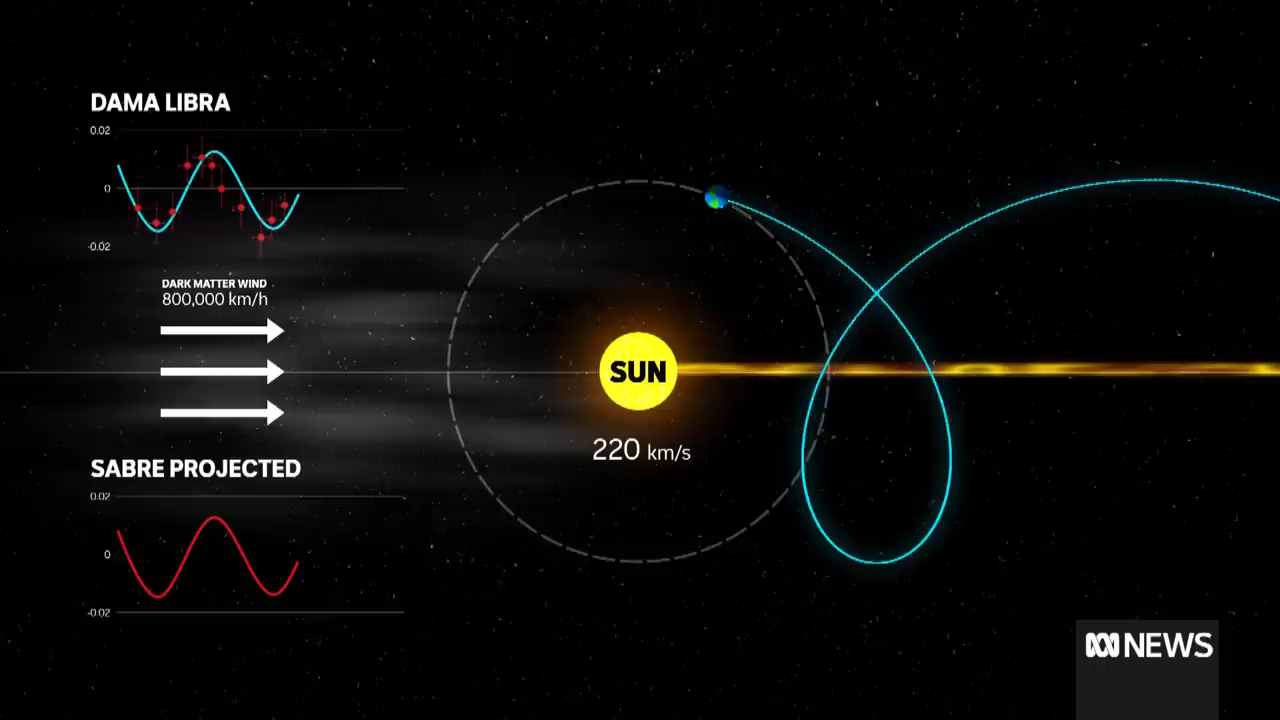 DAMA LIBRA
0.02
0
-0.02
DARK MATTER WIND
800,000 km/h
SUN
220 km/s
SABRE PROJECTED
0.02
0
-0.02
NEWS